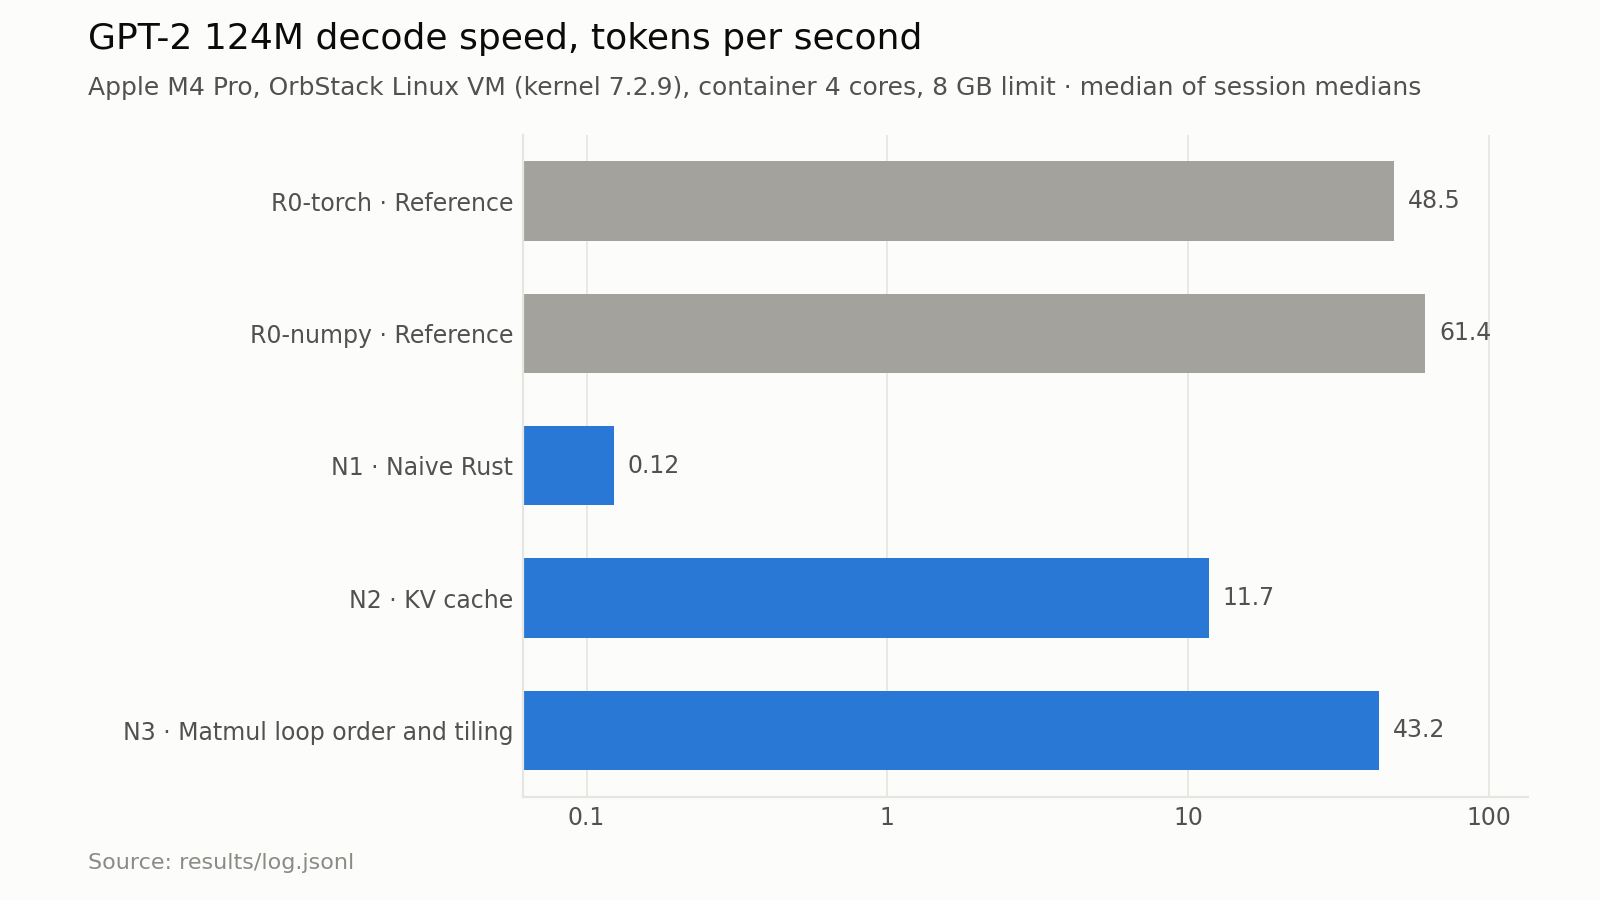 GPT-2 124M decode speed, tokens per second
Apple M4 Pro, OrbStack Linux VM (kernel 7.2.9), container 4 cores, 8 GB limit · median of session medians
R0-torch · Reference
48.5
R0-numpy · Reference
61.4
N1 · Naive Rust
0.12
N2 · KV cache
11.7
N3 · Matmul loop order and tiling
43.2
0.1 1 10 100
Source: results/log.jsonl